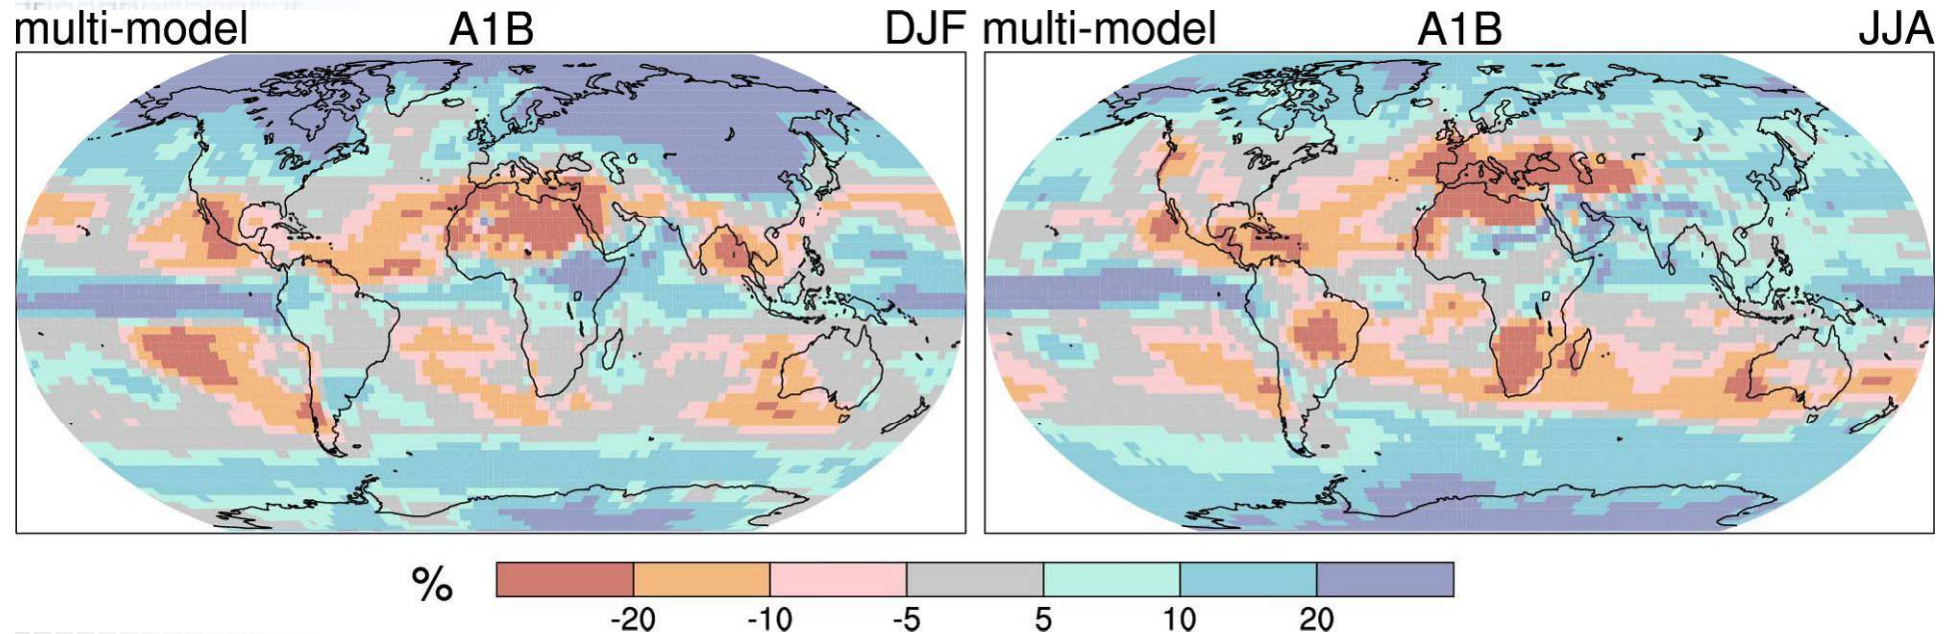 multi-model A1B DJF
multi-model A1B JJA
%
-20 -10 -5 5 10 20